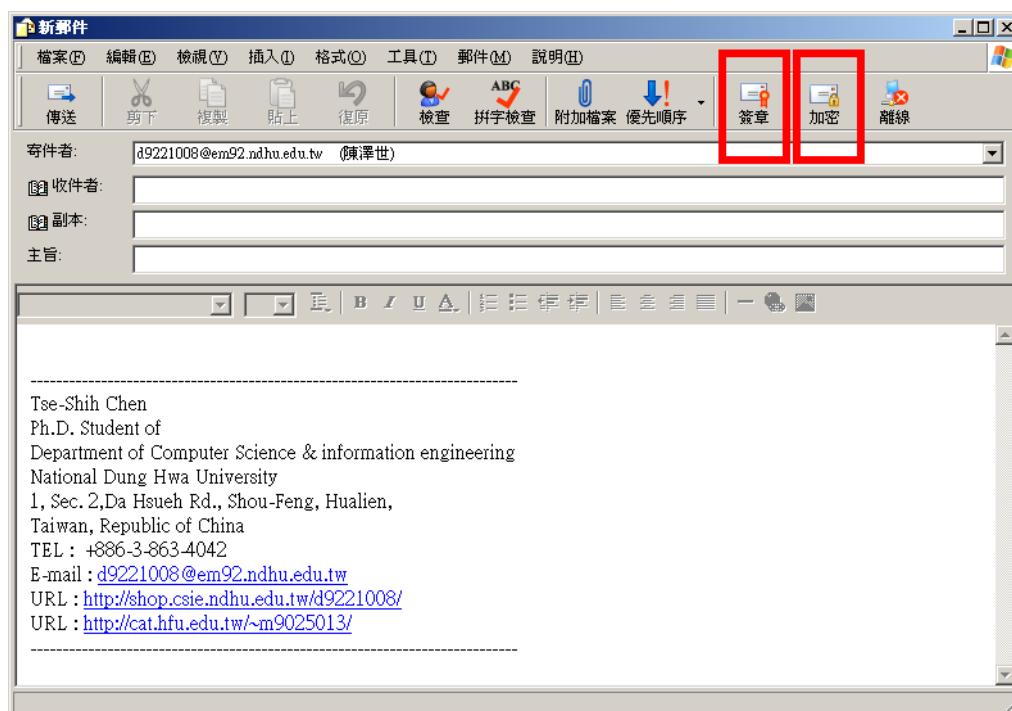 新郵件
檔案(F) 編輯(E) 檢視(V) 插入(I) 格式(O) 工具(T) 郵件(M) 說明(H)
傳送 剪下 複製 貼上 復原 檢查 ABC 拼字檢查 附加檔案 優先順序 簽章 加密 離線
寄件者: d9221008@em92.ndhu.edu.tw (陳澤世)
收件者:
副本:
主旨:
B I U A
--------------------------------------------------------------------------
Tse-Shih Chen
Ph.D. Student of
Department of Computer Science & information engineering
National Dung Hwa University
1, Sec. 2,Da Hsueh Rd., Shou-Feng, Hualien,
Taiwan, Republic of China
TEL : +886-3-863-4042
E-mail : d9221008@em92.ndhu.edu.tw
URL : http://shop.csie.ndhu.edu.tw/d9221008/
URL : http://cat.hfu.edu.tw/~m9025013/
--------------------------------------------------------------------------